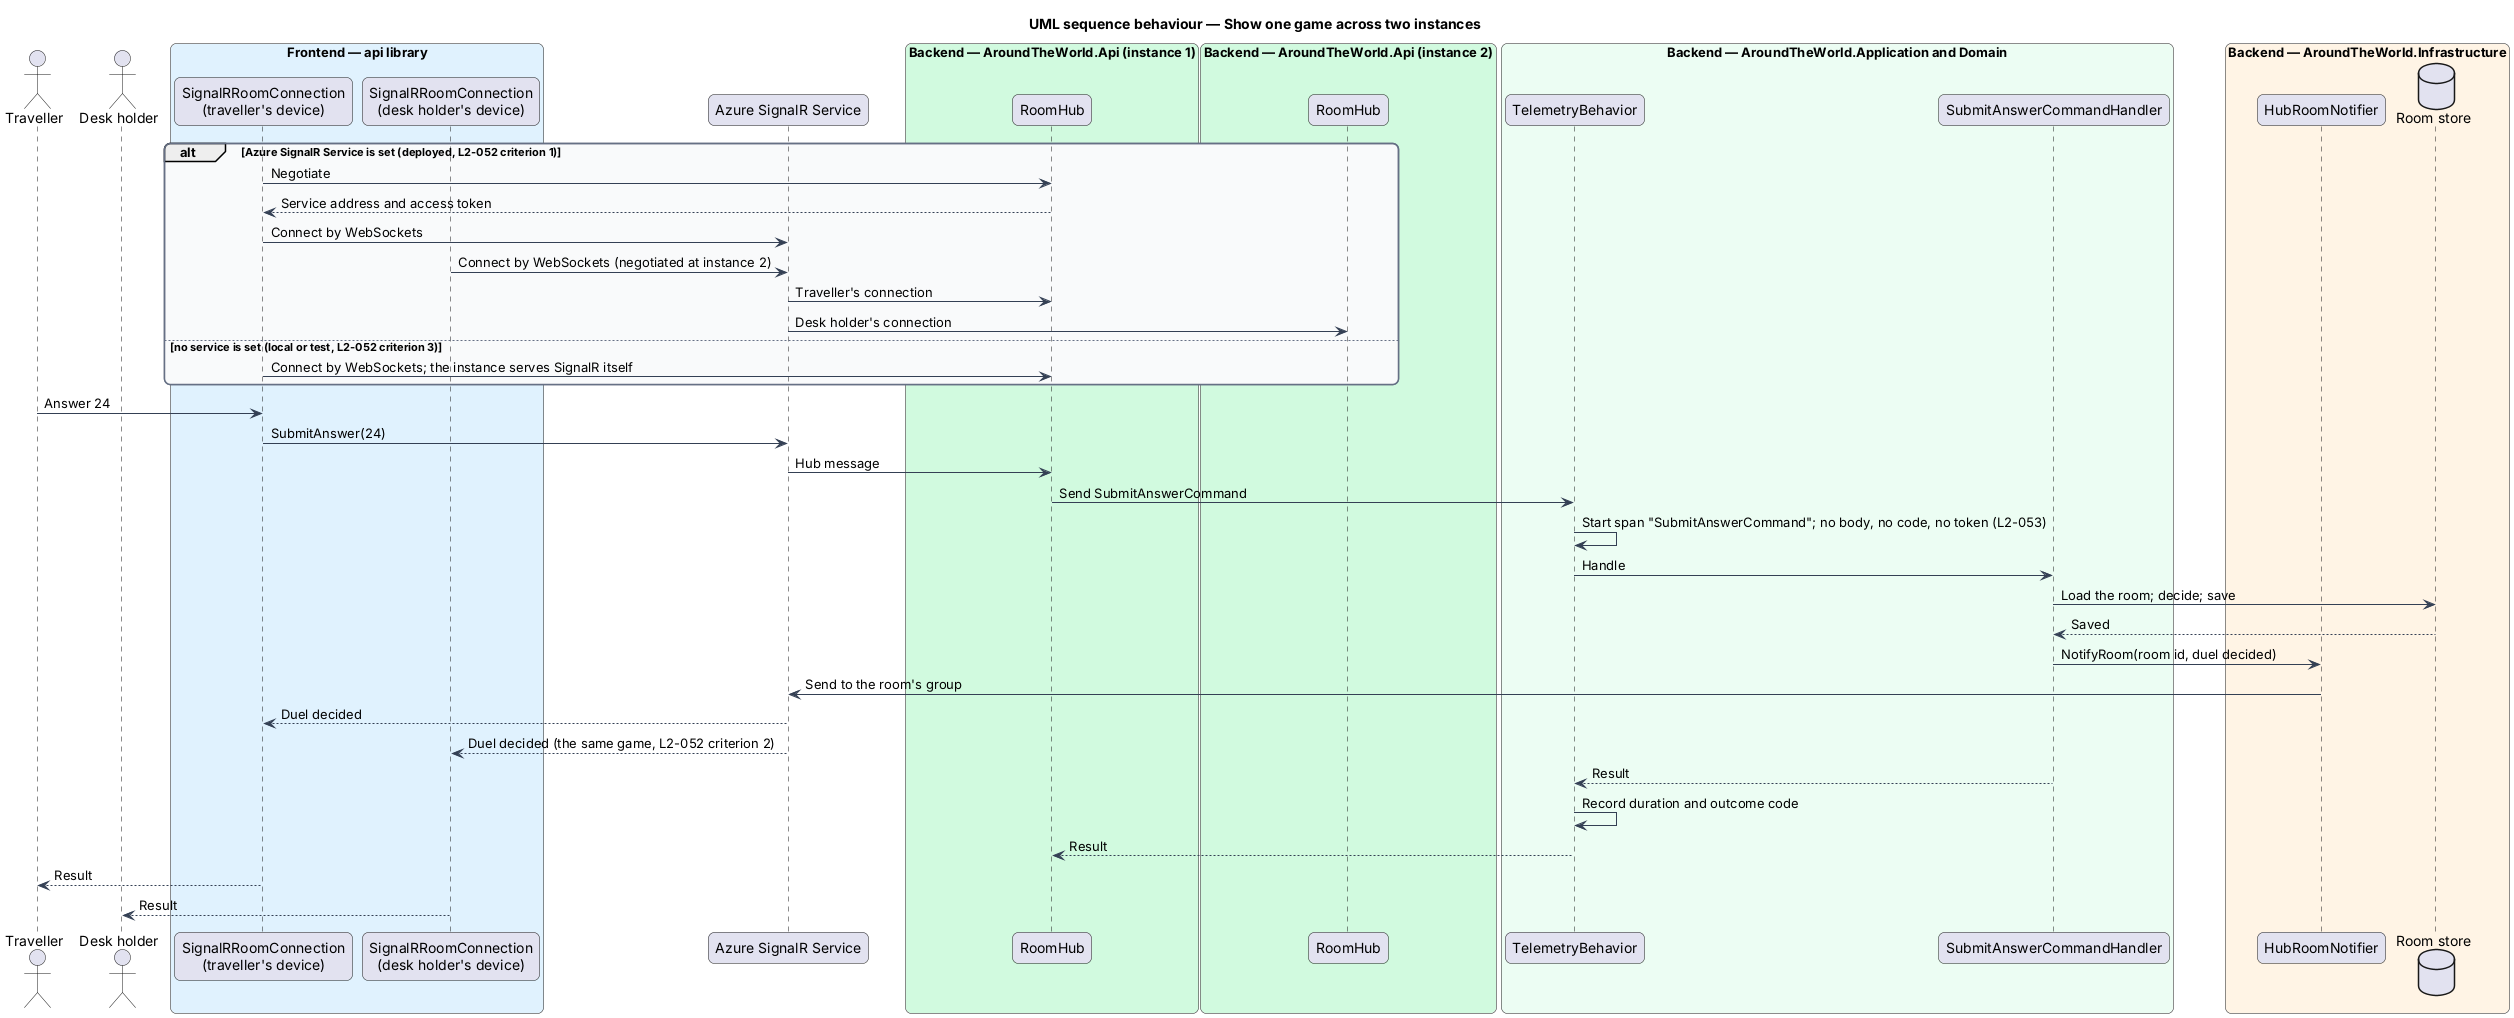 UML sequence behaviour — Show one game across two instances
Frontend — api library
Backend — AroundTheWorld.Api (instance 1)
Backend — AroundTheWorld.Api (instance 2)
Backend — AroundTheWorld.Application and Domain
Backend — AroundTheWorld.Infrastructure
Traveller
Desk holder
SignalRRoomConnection
(traveller's device)
SignalRRoomConnection
(desk holder's device)
Azure SignalR Service
RoomHub
RoomHub
TelemetryBehavior
SubmitAnswerCommandHandler
HubRoomNotifier
Room store
alt
[Azure SignalR Service is set (deployed, L2-052 criterion 1)]
Negotiate
Service address and access token
Connect by WebSockets
Connect by WebSockets (negotiated at instance 2)
Traveller's connection
Desk holder's connection
[no service is set (local or test, L2-052 criterion 3)]
Connect by WebSockets; the instance serves SignalR itself
Answer 24
SubmitAnswer(24)
Hub message
Send SubmitAnswerCommand
Start span "SubmitAnswerCommand"; no body, no code, no token (L2-053)
Handle
Load the room; decide; save
Saved
NotifyRoom(room id, duel decided)
Send to the room's group
Duel decided
Duel decided (the same game, L2-052 criterion 2)
Result
Record duration and outcome code
Result
Result
Result
Traveller
Desk holder
SignalRRoomConnection
(traveller's device)
SignalRRoomConnection
(desk holder's device)
Azure SignalR Service
RoomHub
RoomHub
TelemetryBehavior
SubmitAnswerCommandHandler
HubRoomNotifier
Room store